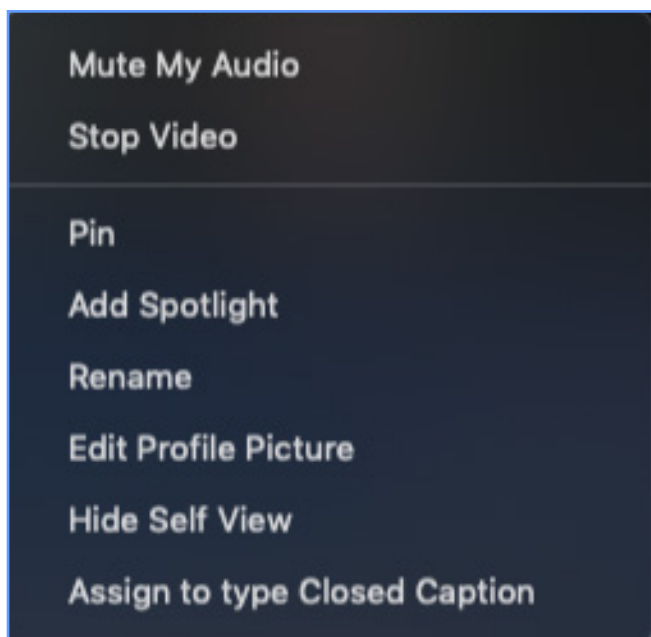 Mute My Audio
Stop Video
Pin
Add Spotlight
Rename
Edit Profile Picture
Hide Self View
Assign to type Closed Caption